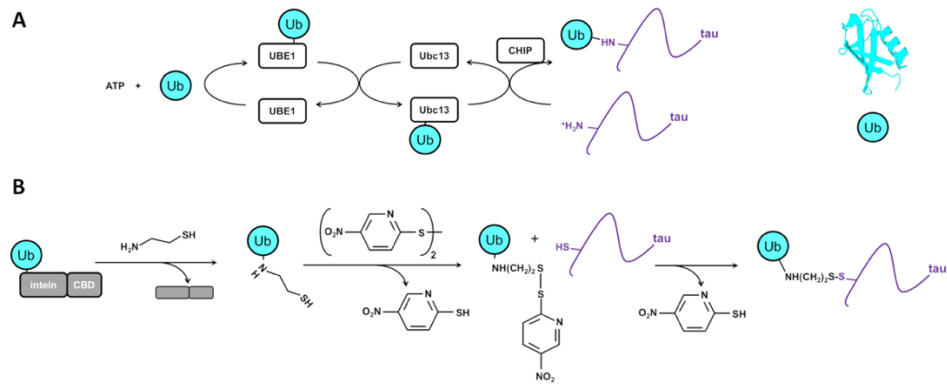 A
ATP + Ub
Ub
UBE1
UBE1
Ubc13
Ubc13
Ub
CHIP
Ub
HN
tau
+H2N
tau
Ub
B
Ub
intein CBD
H2N SH
Ub
N
H
SH
O2N N S 2
O2N N SH
Ub
NH(CH2)2 S
S
N
NO2
+
HS tau
O2N N SH
Ub
NH(CH2)2S-S
tau